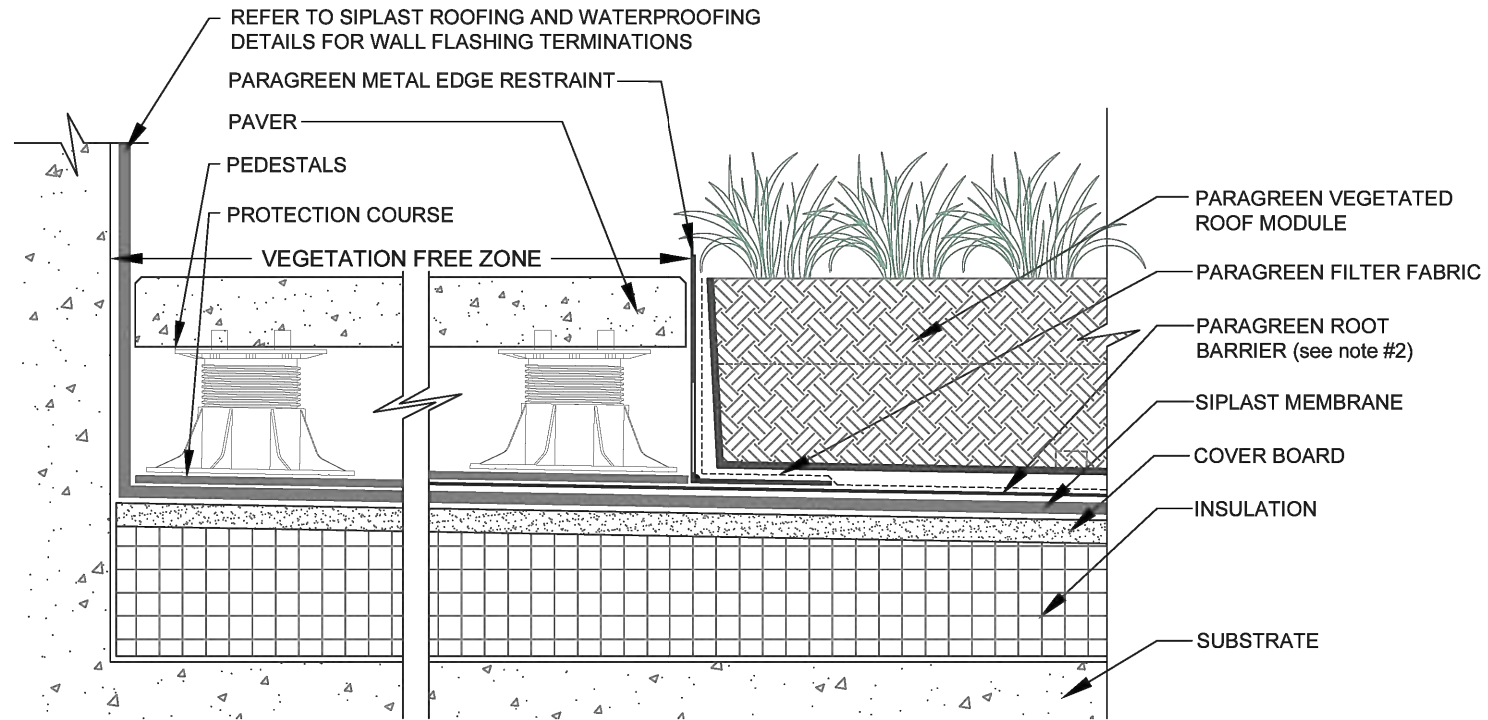 REFER TO SIPLAST ROOFING AND WATERPROOFING
DETAILS FOR WALL FLASHING TERMINATIONS
PARAGREEN METAL EDGE RESTRAINT
PAVER
PEDESTALS
PROTECTION COURSE
VEGETATION FREE ZONE
PARAGREEN VEGETATED
ROOF MODULE
PARAGREEN FILTER FABRIC
PARAGREEN ROOT
BARRIER (see note #2)
SIPLAST MEMBRANE
COVER BOARD
INSULATION
SUBSTRATE